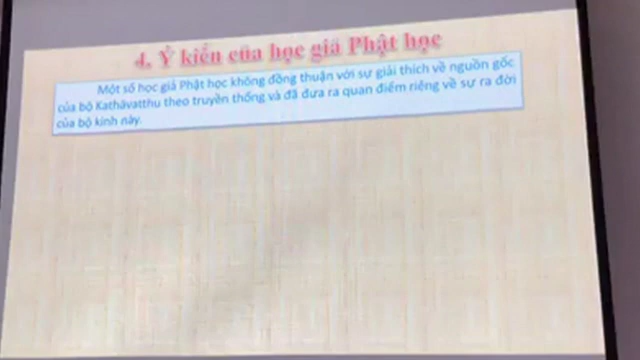 4. Ý kiến của học giả Phật học
Một số học giả Phật học không đồng thuận với sự giải thích về nguồn gốc
của bộ Kathāvatthu theo truyền thống và đã đưa ra quan điểm riêng về sự ra đời
của bộ kinh này.